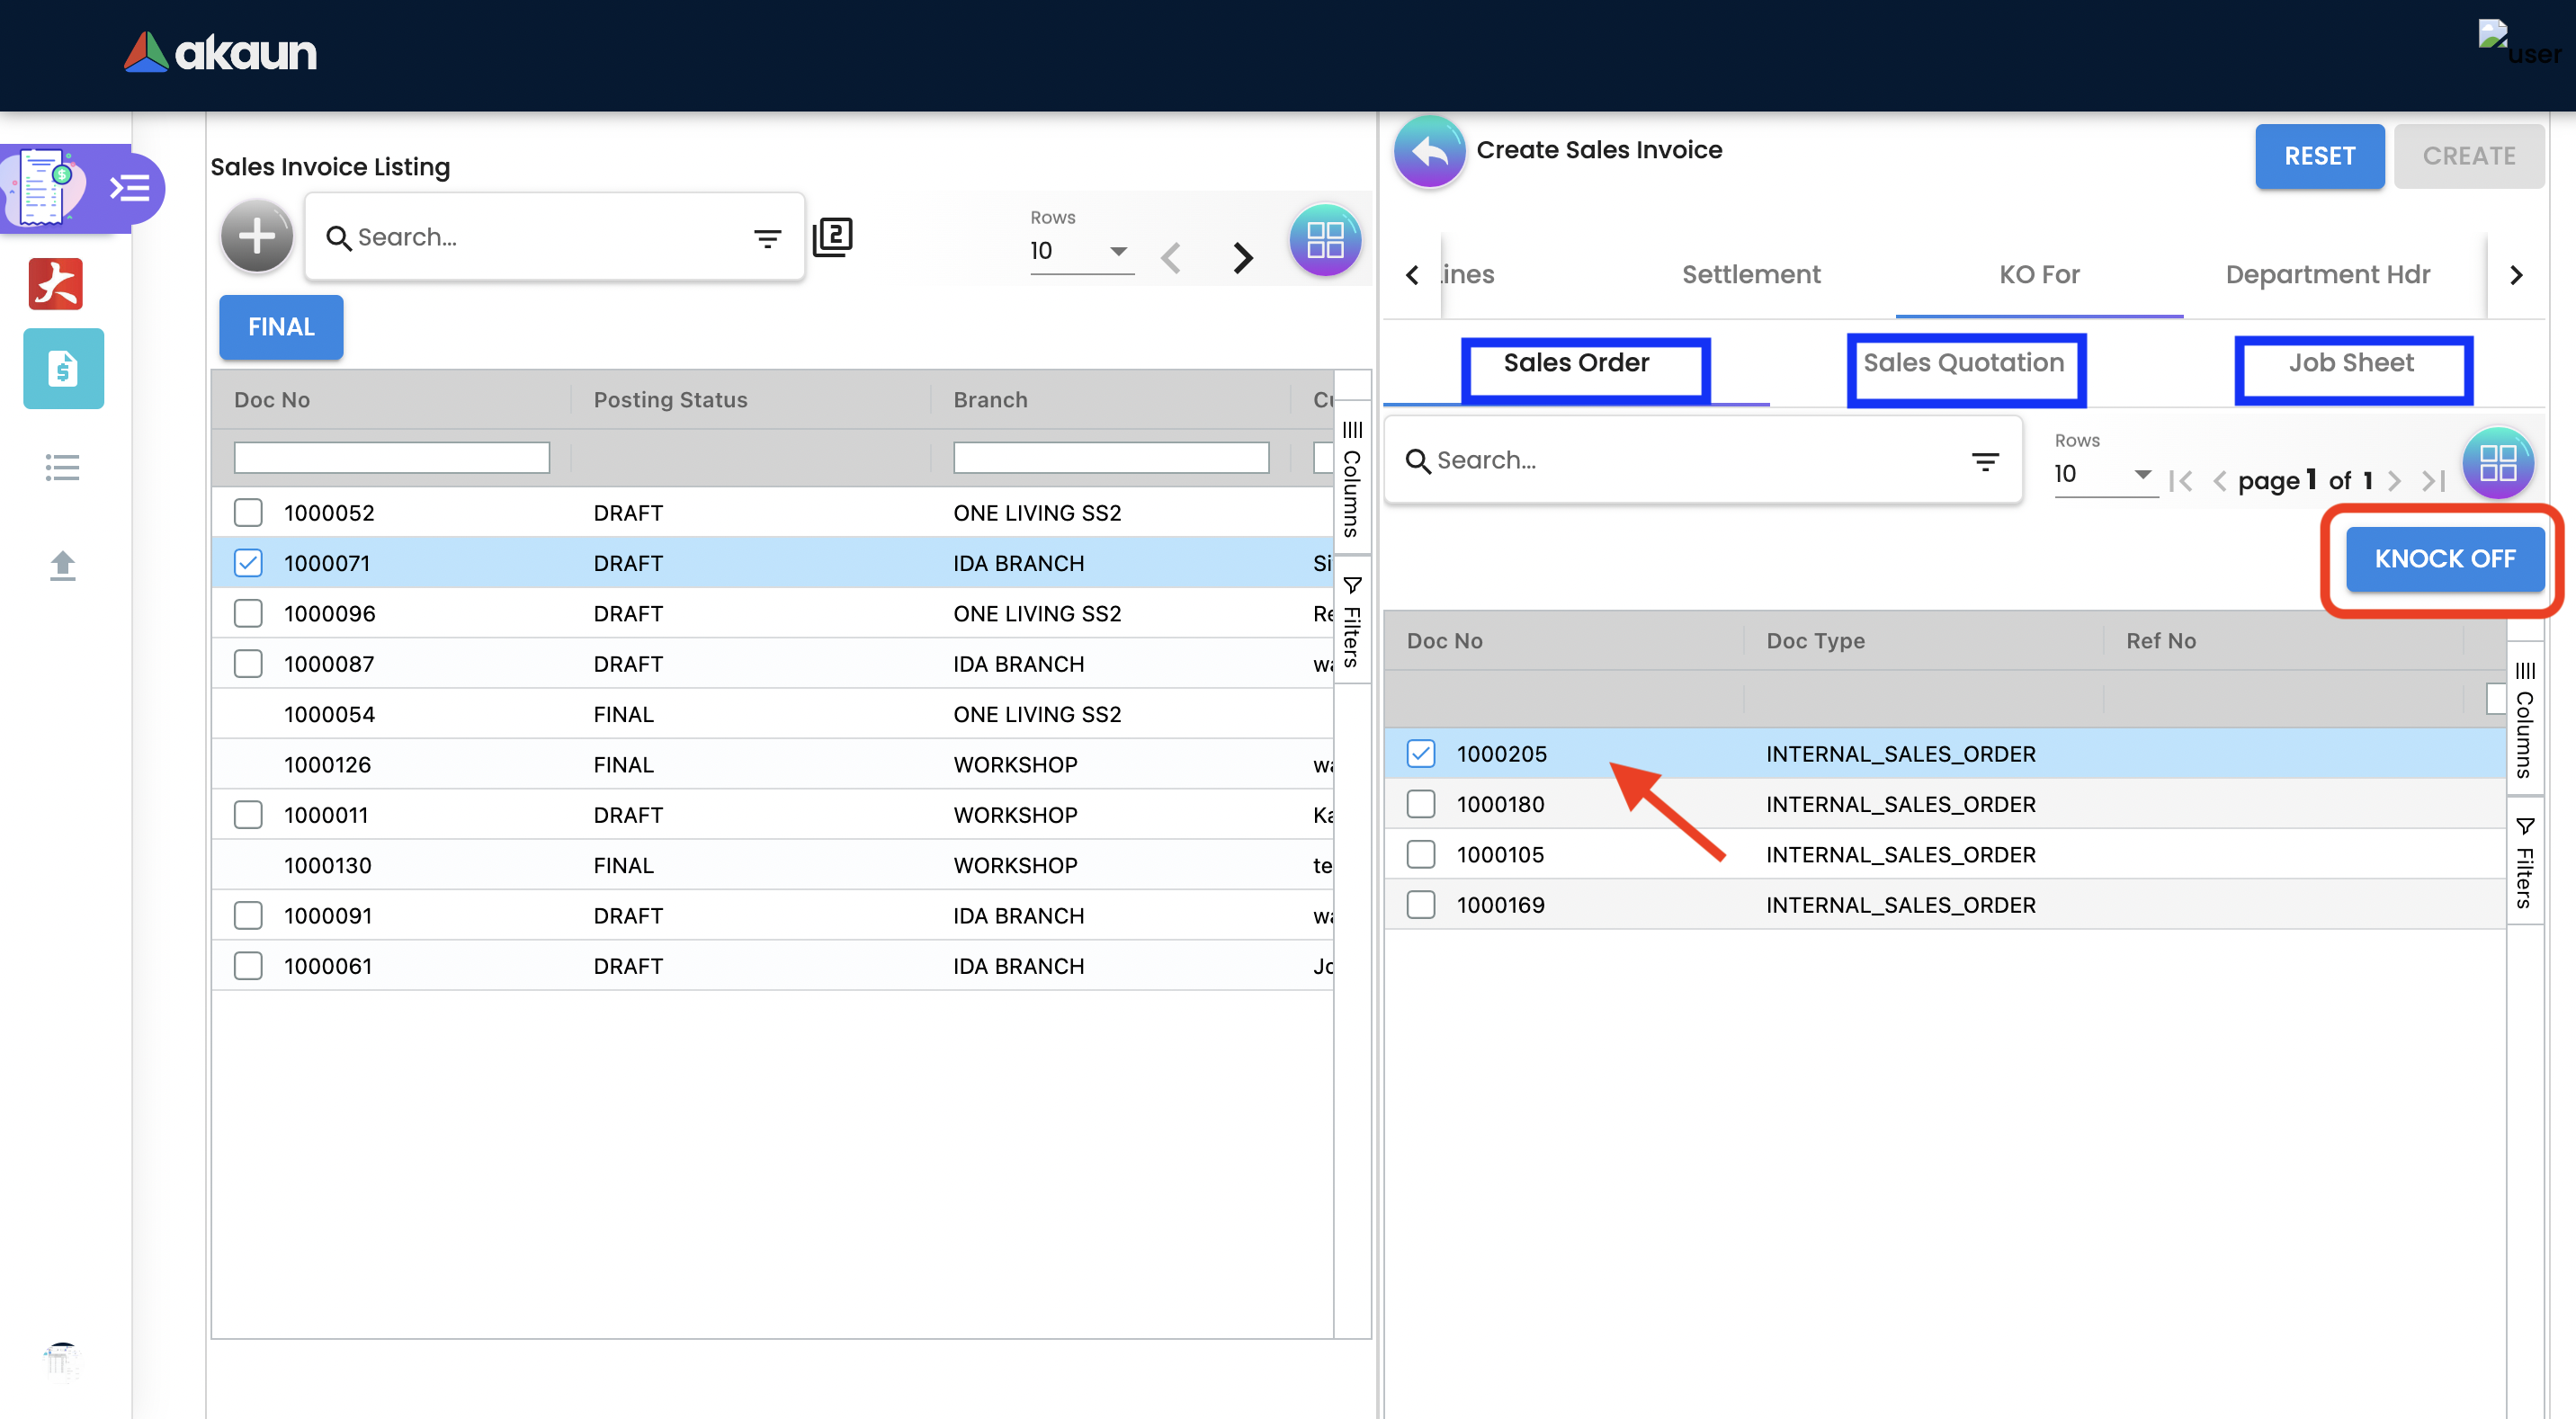 akaun
user
Sales Invoice Listing
Search...
2
Rows
10
FINAL
Doc No Posting Status Branch Cu
1000052 DRAFT ONE LIVING SS2
1000071 DRAFT IDA BRANCH Si
1000096 DRAFT ONE LIVING SS2 Re
1000087 DRAFT IDA BRANCH wa
1000054 FINAL ONE LIVING SS2
1000126 FINAL WORKSHOP wa
1000011 DRAFT WORKSHOP Ka
1000130 FINAL WORKSHOP te
1000091 DRAFT IDA BRANCH wa
1000061 DRAFT IDA BRANCH Jo
Columns
Filters
Create Sales Invoice
RESET CREATE
Lines Settlement KO For Department Hdr
Sales Order Sales Quotation Job Sheet
Search...
Rows
10
page 1 of 1
KNOCK OFF
Doc No Doc Type Ref No
1000205 INTERNAL_SALES_ORDER
1000180 INTERNAL_SALES_ORDER
1000105 INTERNAL_SALES_ORDER
1000169 INTERNAL_SALES_ORDER
Columns
Filters